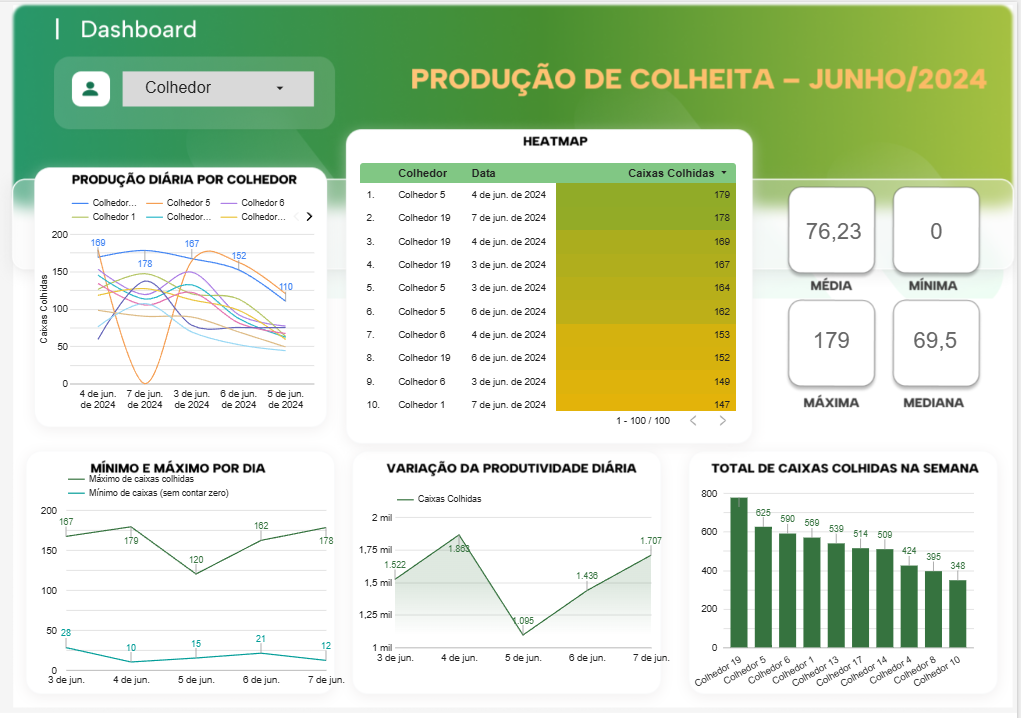 | Dashboard
Colhedor
PRODUÇÃO DE COLHEITA – JUNHO/2024
PRODUÇÃO DIÁRIA POR COLHEDOR
Colhedor... Colhedor 5 Colhedor 6
Colhedor 1 Colhedor... Colhedor...
Caixas Colhidas
200
150
100
50
0
169
178
167
152
110
4 de jun. de 2024
7 de jun. de 2024
3 de jun. de 2024
6 de jun. de 2024
5 de jun. de 2024
HEATMAP
Colhedor Data Caixas Colhidas
1. Colhedor 5 4 de jun. de 2024 179
2. Colhedor 19 7 de jun. de 2024 178
3. Colhedor 19 4 de jun. de 2024 169
4. Colhedor 19 3 de jun. de 2024 167
5. Colhedor 5 3 de jun. de 2024 164
6. Colhedor 5 6 de jun. de 2024 162
7. Colhedor 6 4 de jun. de 2024 153
8. Colhedor 19 6 de jun. de 2024 152
9. Colhedor 6 3 de jun. de 2024 149
10. Colhedor 1 7 de jun. de 2024 147
1 - 100 / 100
76,23
MÉDIA
0
MÍNIMA
179
MÁXIMA
69,5
MEDIANA
MÍNIMO E MÁXIMO POR DIA
Máximo de caixas colhidas
Mínimo de caixas (sem contar zero)
200
150
100
50
0
167
179
120
162
178
28
10
15
21
12
3 de jun. 4 de jun. 5 de jun. 6 de jun. 7 de jun.
VARIAÇÃO DA PRODUTIVIDADE DIÁRIA
Caixas Colhidas
2 mil
1,75 mil
1,5 mil
1,25 mil
1 mil
1.522
1.863
1.095
1.436
1.707
3 de jun. 4 de jun. 5 de jun. 6 de jun. 7 de jun.
TOTAL DE CAIXAS COLHIDAS NA SEMANA
800
600
400
200
0
625
590
569
539
514
509
424
395
348
Colhedor 19
Colhedor 5
Colhedor 6
Colhedor 1
Colhedor 13
Colhedor 17
Colhedor 14
Colhedor 4
Colhedor 8
Colhedor 10